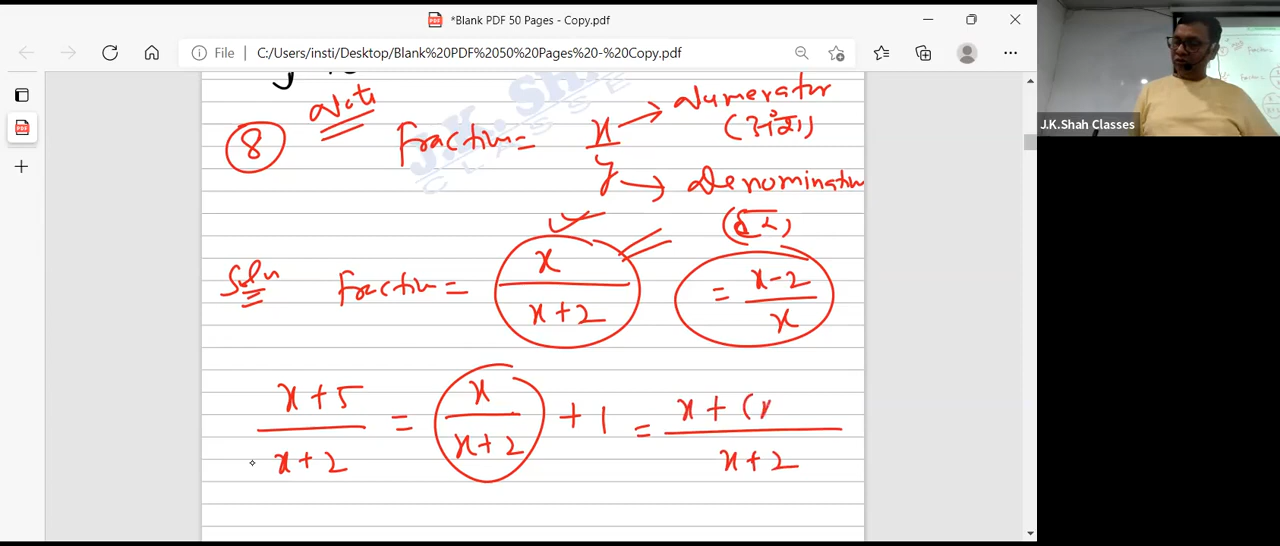 *Blank PDF 50 Pages - Copy.pdf
File C:/Users/insti/Desktop/Blank%20PDF%2050%20Pages%20-%20Copy.pdf
J.K.Shah Classes
Note
8 Fraction = x/y
Numerator
(अंश)
Denominator
Soln Fraction = x/(x+2) = (x-2)/x
(x+5)/(x+2) = x/(x+2) + 1 = x + (x / x+2